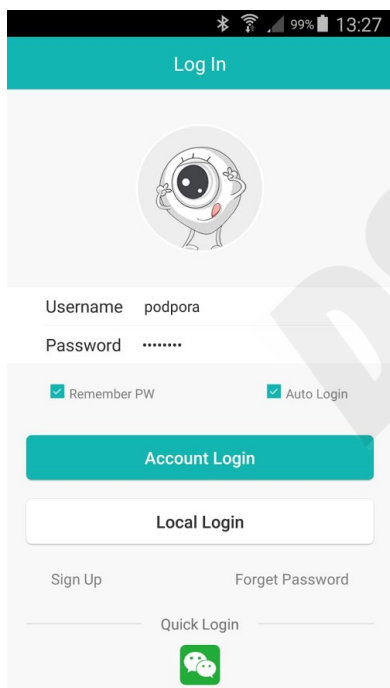 99% 13:27
Log In
Username podpora
Password ••••••••
Remember PW Auto Login
Account Login
Local Login
Sign Up Forget Password
Quick Login